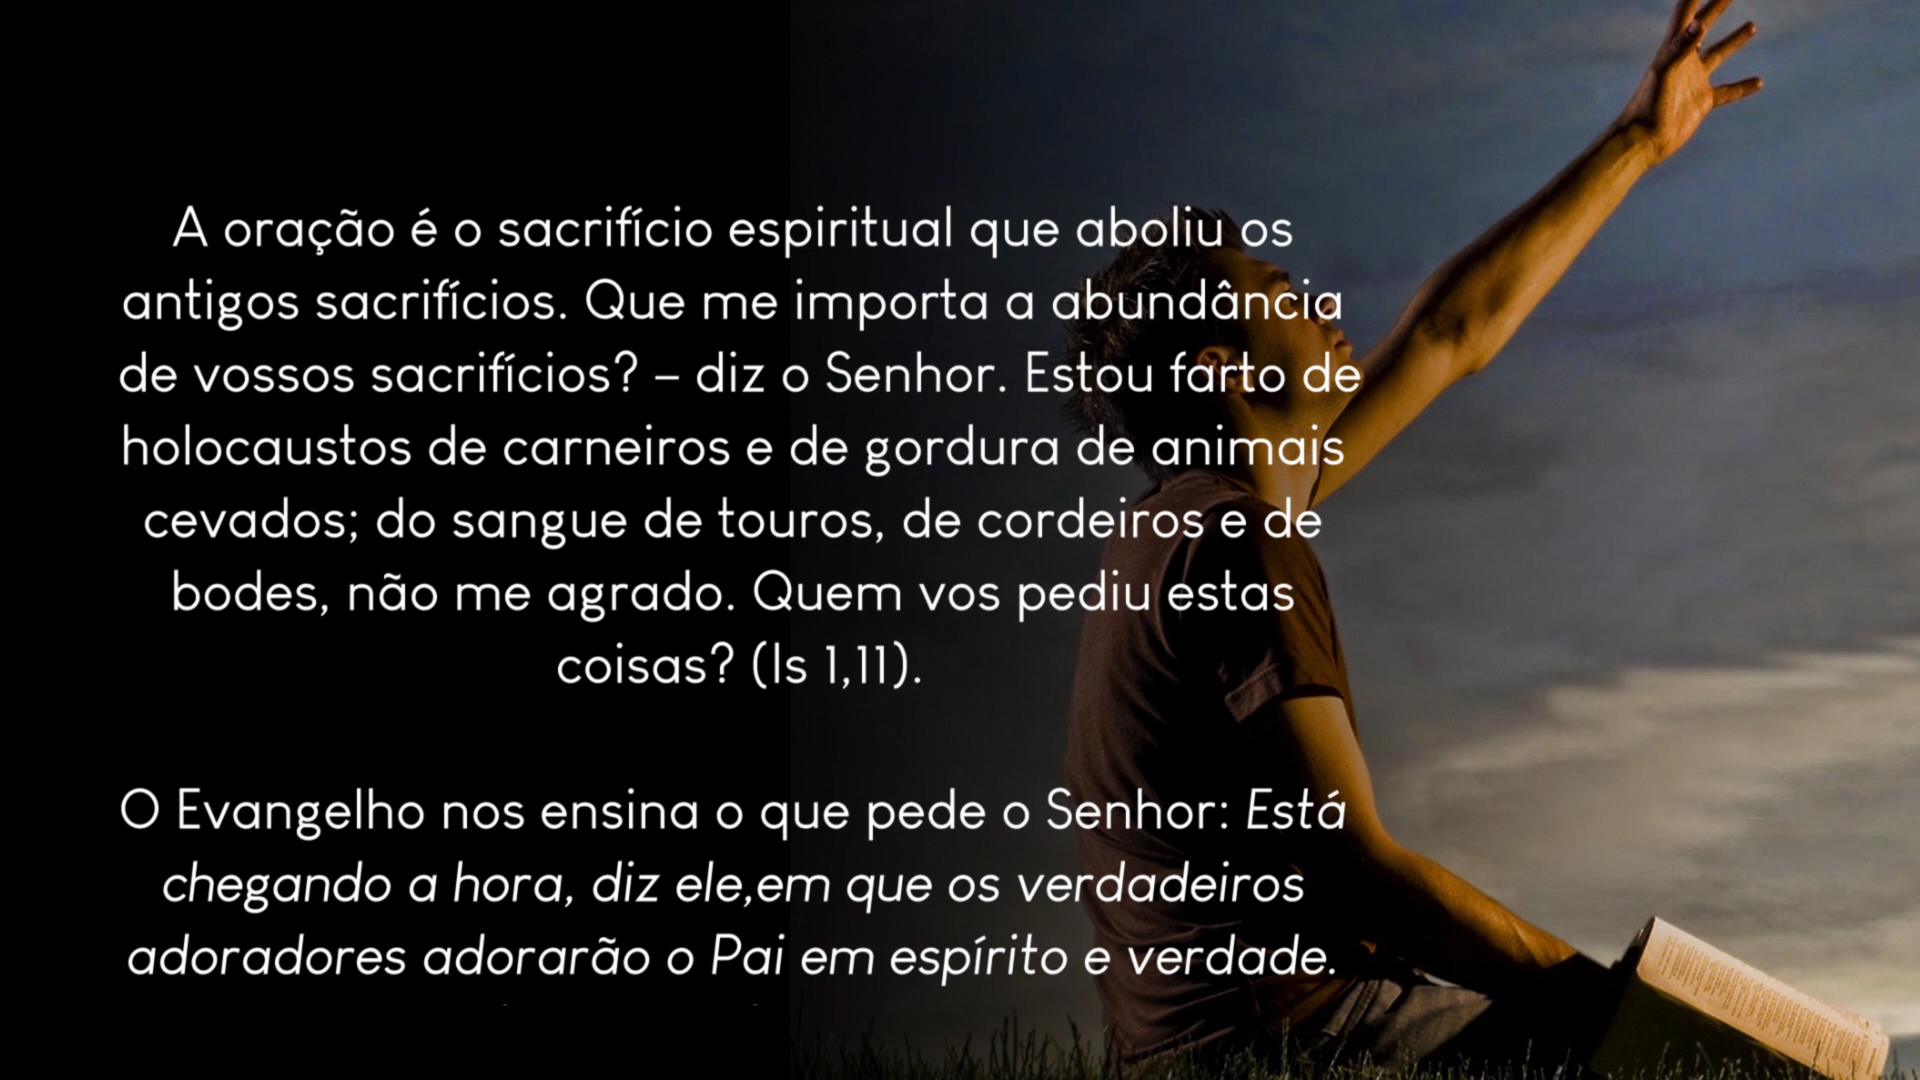 A oração é o sacrifício espiritual que aboliu os
antigos sacrifícios. Que me importa a abundância
de vossos sacrifícios? – diz o Senhor. Estou farto de
holocaustos de carneiros e de gordura de animais
cevados; do sangue de touros, de cordeiros e de
bodes, não me agrado. Quem vos pediu estas
coisas? (Is 1,11).
O Evangelho nos ensina o que pede o Senhor: Está
chegando a hora, diz ele,em que os verdadeiros
adoradores adorarão o Pai em espírito e verdade.